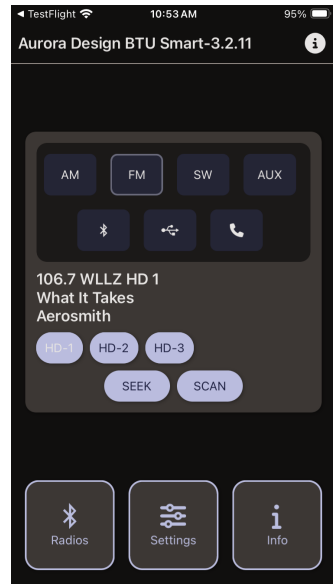 ◄ TestFlight 10:53 AM 95%
Aurora Design BTU Smart-3.2.11
AM FM SW AUX
106.7 WLLZ HD 1
What It Takes
Aerosmith
HD-1 HD-2 HD-3
SEEK SCAN
Radios Settings Info